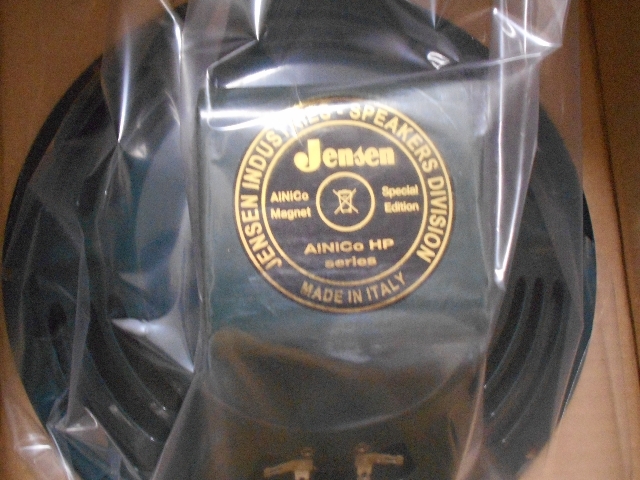 JENSEN INDUSTRIES - SPEAKERS DIVISION
Jensen
AlNiCo
Magnet
Special
Edition
AlNiCo HP
series
MADE IN ITALY